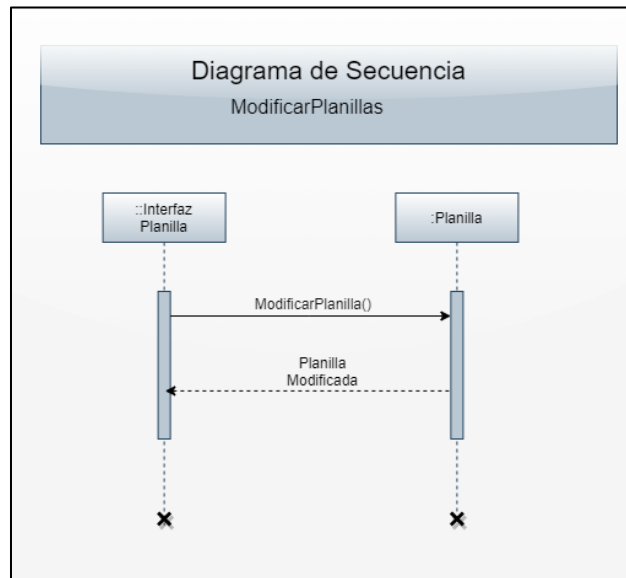 Diagrama de Secuencia
ModificarPlanillas
::Interfaz
Planilla
:Planilla
ModificarPlanilla()
Planilla
Modificada